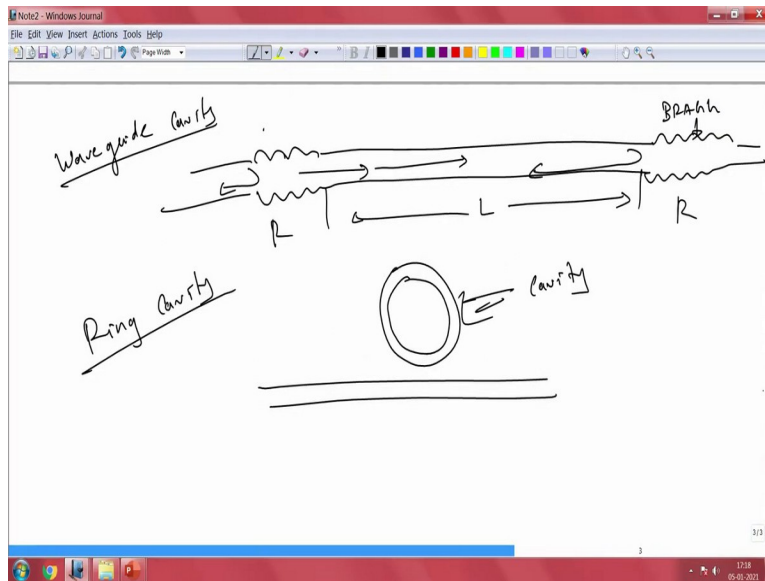 Note2 - Windows Journal
File Edit View Insert Actions Tools Help
Page Width
B I
Waveguide Cavity
BRAGG
L
R
R
Ring Cavity
Cavity
3/3
3
17:18
05-01-2021